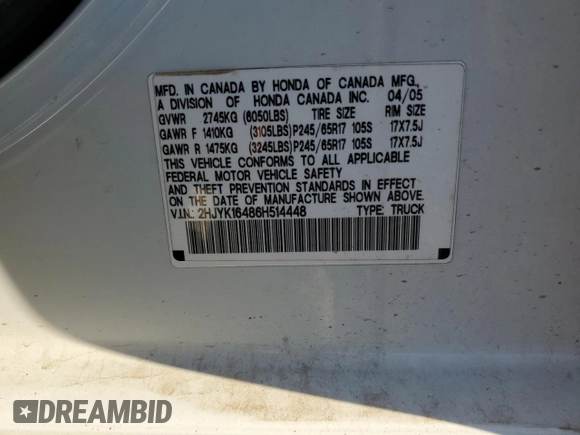 MFD. IN CANADA BY HONDA OF CANADA MFG.,
A DIVISION OF HONDA CANADA INC. 04/05
GVWR 2745KG (6050LBS) TIRE SIZE RIM SIZE
GAWR F 1410KG (3105LBS) P245/65R17 105S 17X7.5J
GAWR R 1475KG (3245LBS) P245/65R17 105S 17X7.5J
THIS VEHICLE CONFORMS TO ALL APPLICABLE
FEDERAL MOTOR VEHICLE SAFETY
AND THEFT PREVENTION STANDARDS IN EFFECT
ON THE DATE OF MANUFACTURE SHOWN ABOVE.
V.I.N.: 2HJYK16486H514448 TYPE: TRUCK
DREAMBID